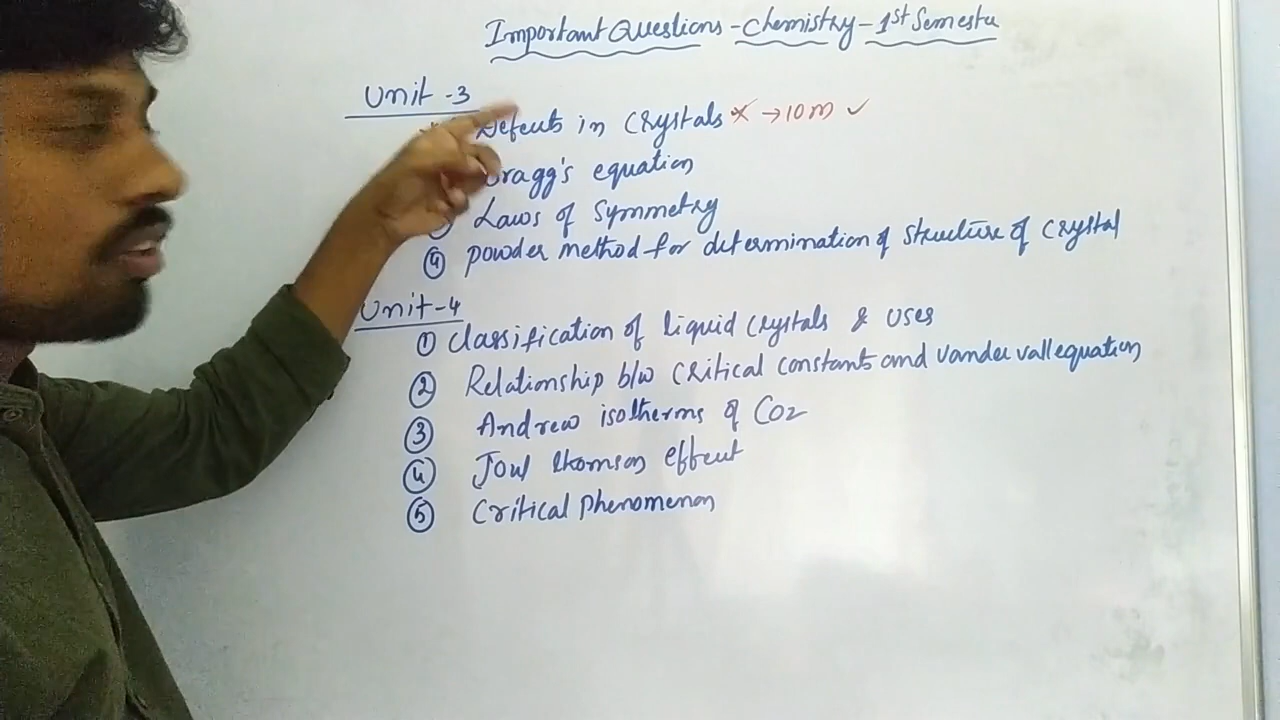 Important Questions - Chemistry - 1st Semester
Unit - 3
Defects in Crystals * → 10m ✓
Bragg's equation
Laws of Symmetry
④ powder method for determination of structure of crystal
Unit - 4
① Classification of liquid crystals & uses
② Relationship b/w critical constants and vander vall equation
③ Andrew isotherms of CO2
④ Joul thomson effect
⑤ Critical phenomenon